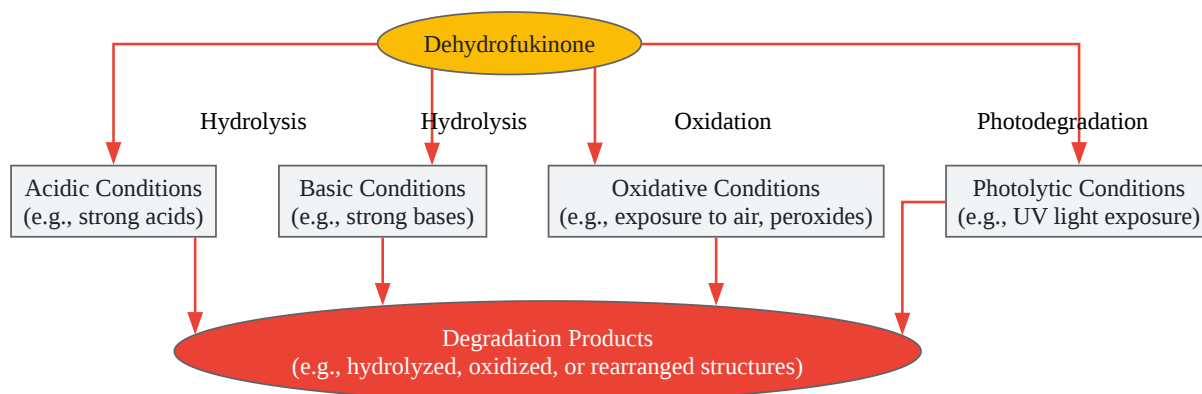 Dehydrofukinone
Hydrolysis
Hydrolysis
Oxidation
Photodegradation
Acidic Conditions
(e.g., strong acids)
Basic Conditions
(e.g., strong bases)
Oxidative Conditions
(e.g., exposure to air, peroxides)
Photolytic Conditions
(e.g., UV light exposure)
Degradation Products
(e.g., hydrolyzed, oxidized, or rearranged structures)